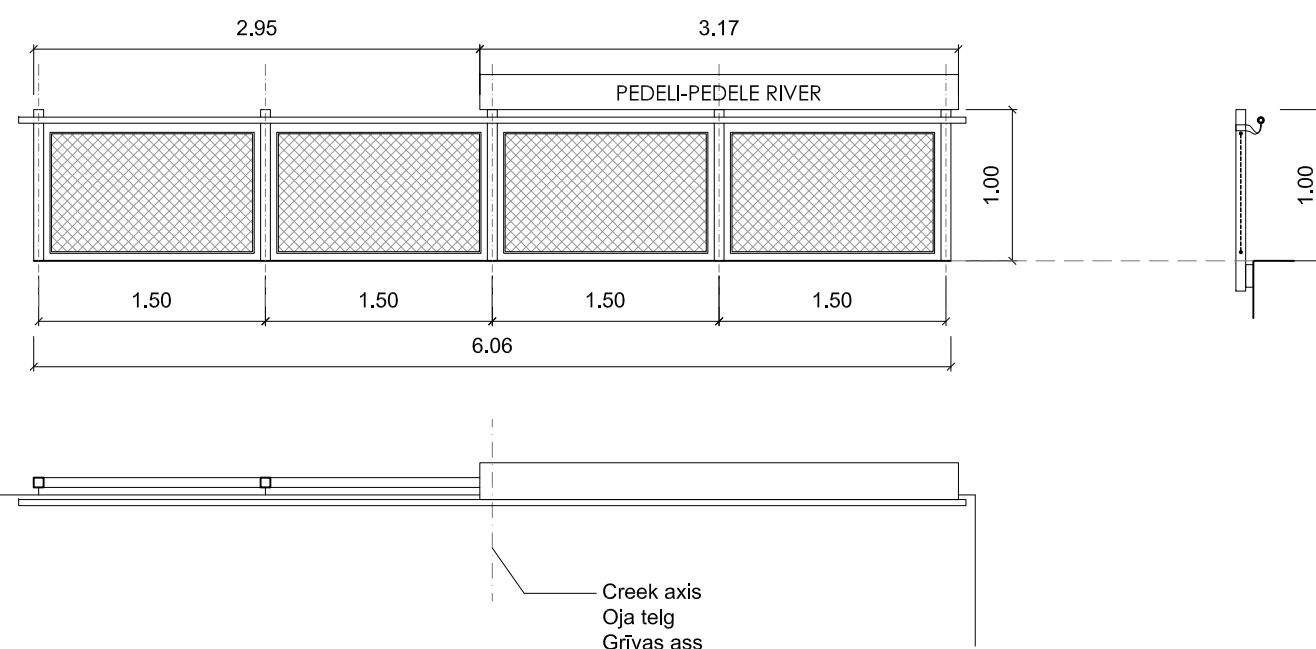 2.95
3.17
PEDELI-PEDELE RIVER
1.00
1.00
1.50
1.50
1.50
1.50
6.06
Creek axis
Oja telg
Grīvas ass